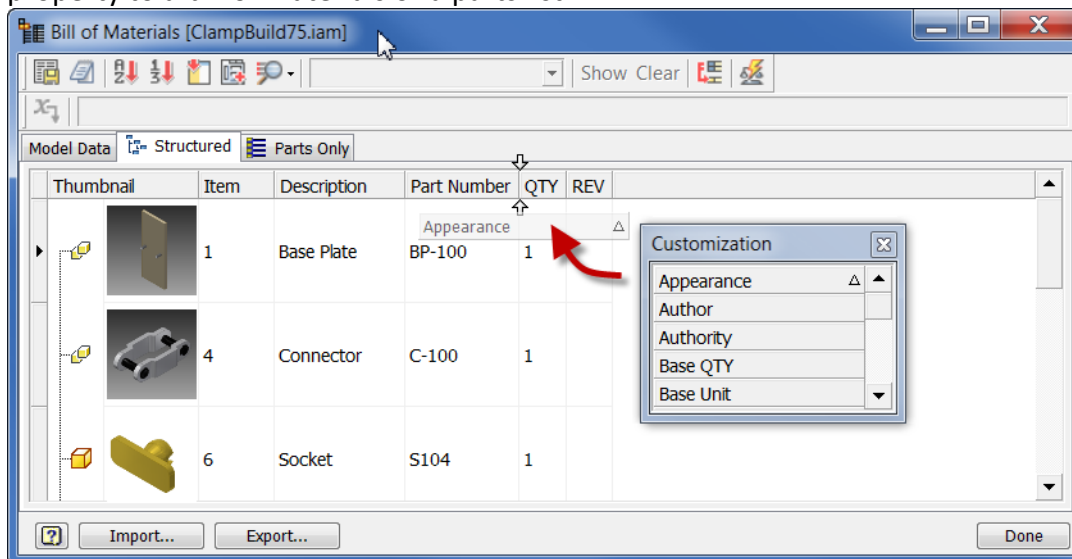 Bill of Materials [ClampBuild75.iam]
Show Clear
Model Data Structured Parts Only
Thumbnail Item Description Part Number QTY REV
Appearance
1 Base Plate BP-100 1
4 Connector C-100 1
6 Socket S104 1
Customization
Appearance
Author
Authority
Base QTY
Base Unit
Import... Export... Done